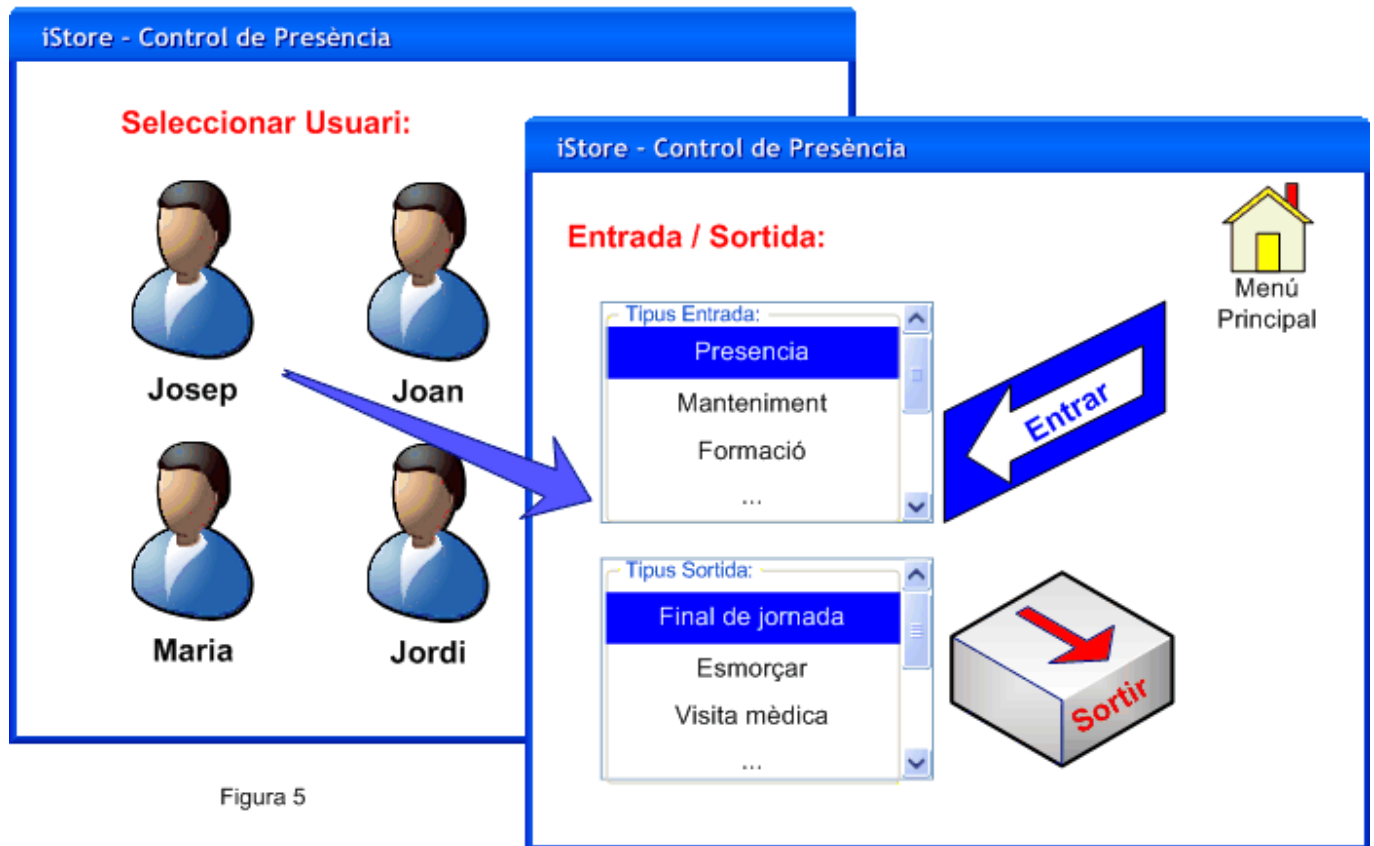 iStore - Control de Presència
Seleccionar Usuari:
Josep
Joan
Maria
Jordi
iStore - Control de Presència
Entrada / Sortida:
Menú
Principal
Tipus Entrada:
Presencia
Manteniment
Formació
...
Entrar
Tipus Sortida:
Final de jornada
Esmorçar
Visita mèdica
...
Sortir
Figura 5